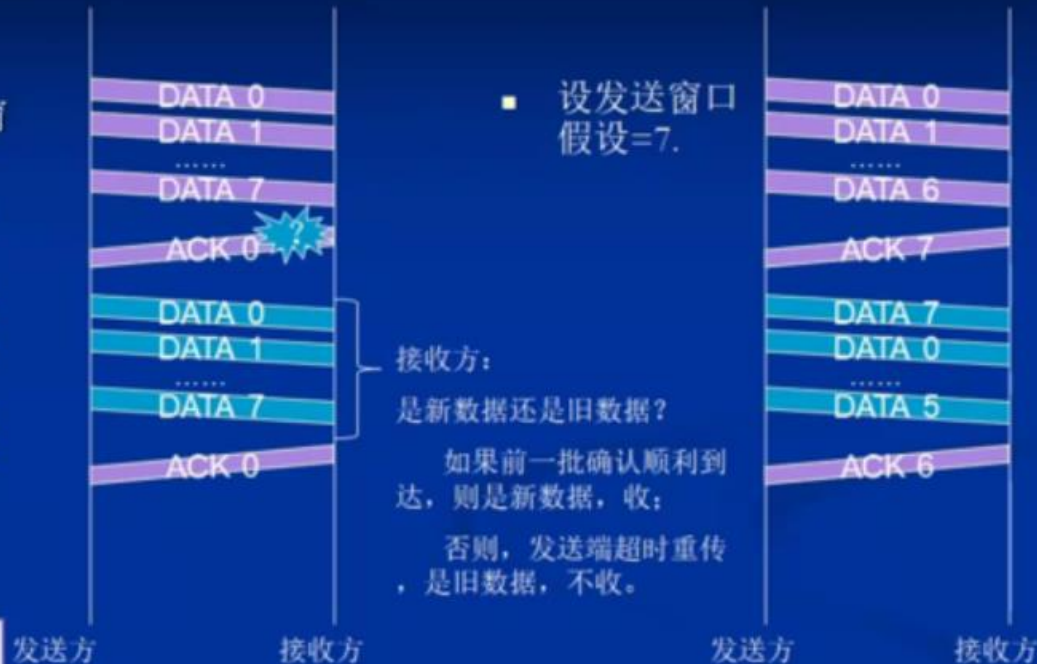 DATA 0
DATA 1
......
DATA 7
?
ACK 0
DATA 0
DATA 1
......
DATA 7
ACK 0
发送方
接收方
接收方：
是新数据还是旧数据？
如果前一批确认顺利到
达，则是新数据，收；
否则，发送端超时重传
，是旧数据，不收。
设发送窗口
假设=7.
DATA 0
DATA 1
......
DATA 6
ACK 7
DATA 7
DATA 0
......
DATA 5
ACK 6
发送方
接收方